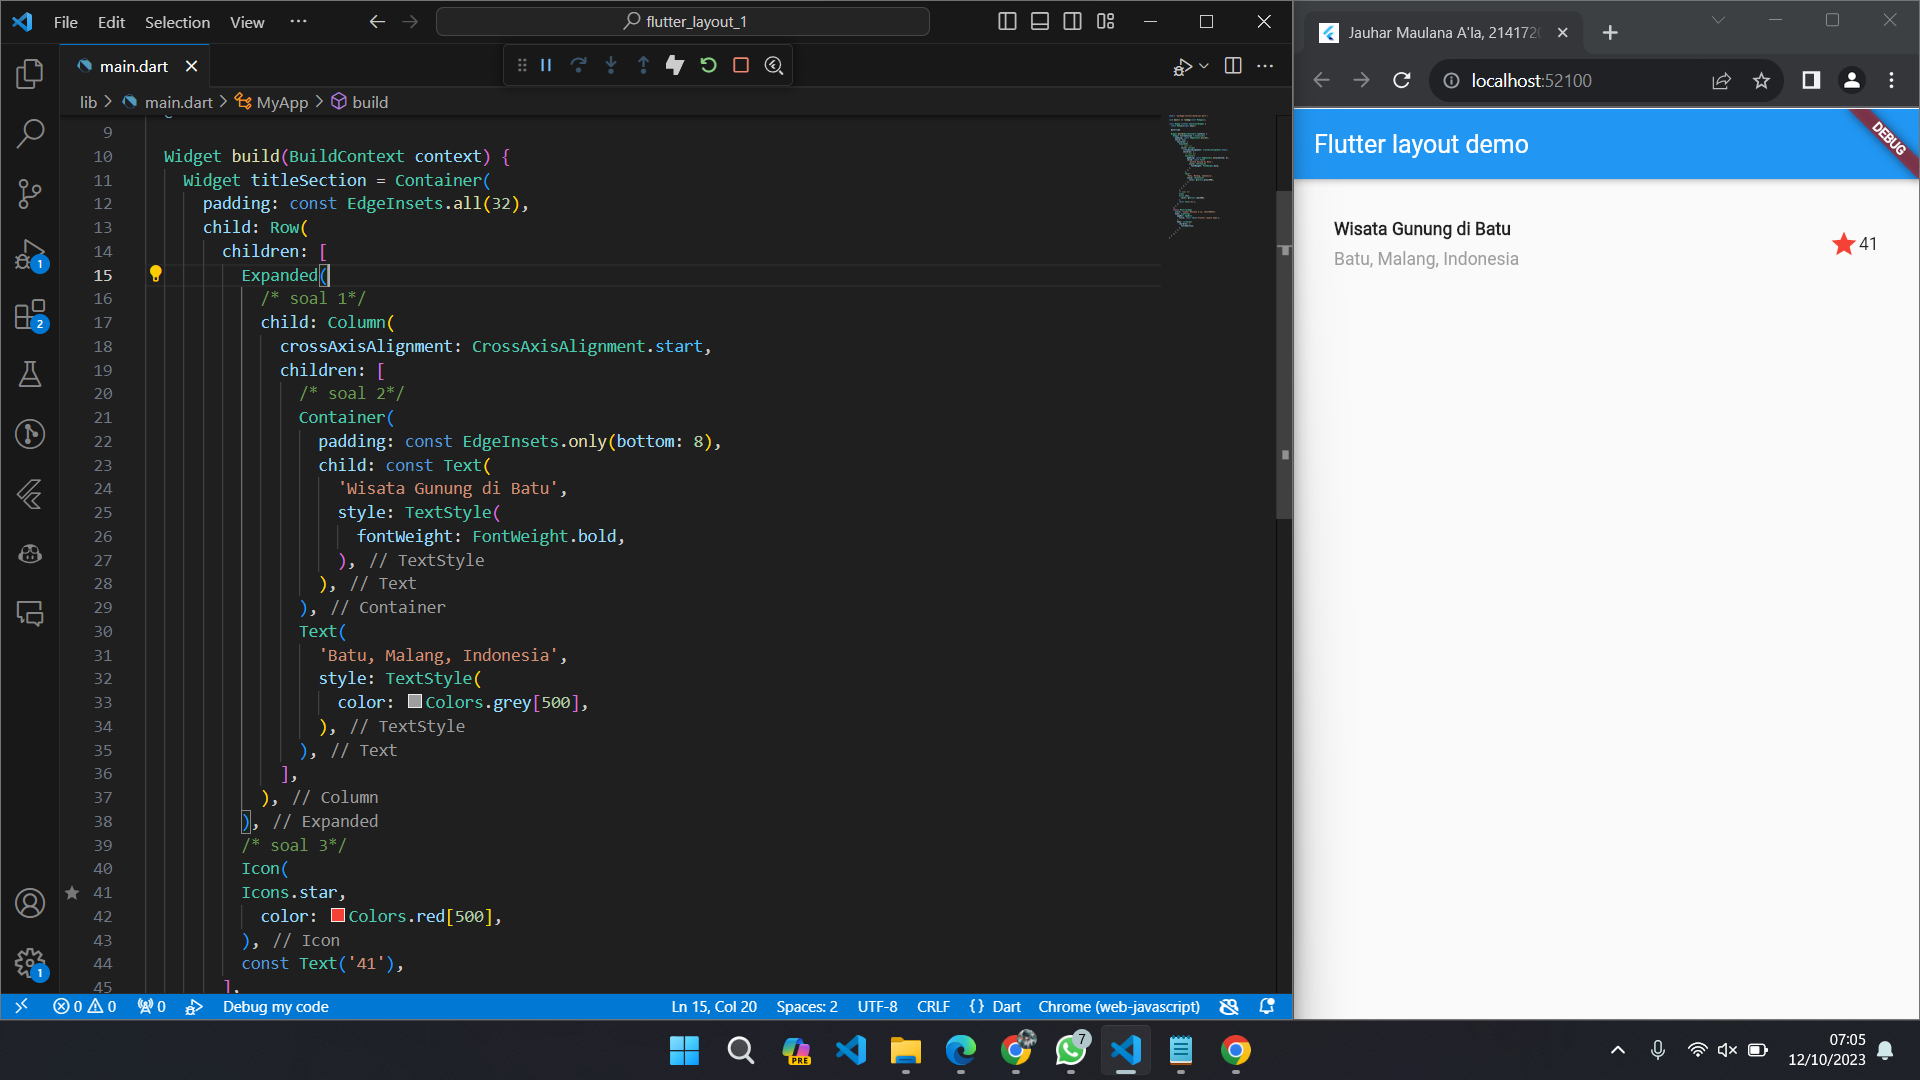 File Edit Selection View ··· flutter_layout_1
main.dart
lib > main.dart > MyApp > build
9
10 Widget build(BuildContext context) {
11 Widget titleSection = Container(
12 padding: const EdgeInsets.all(32),
13 child: Row(
14 children: [
15 Expanded(
16 /* soal 1*/
17 child: Column(
18 crossAxisAlignment: CrossAxisAlignment.start,
19 children: [
20 /* soal 2*/
21 Container(
22 padding: const EdgeInsets.only(bottom: 8),
23 child: const Text(
24 'Wisata Gunung di Batu',
25 style: TextStyle(
26 fontWeight: FontWeight.bold,
27 ), // TextStyle
28 ), // Text
29 ), // Container
30 Text(
31 'Batu, Malang, Indonesia',
32 style: TextStyle(
33 color: Colors.grey[500],
34 ), // TextStyle
35 ), // Text
36 ],
37 ), // Column
38 ), // Expanded
39 /* soal 3*/
40 Icon(
41 Icons.star,
42 color: Colors.red[500],
43 ), // Icon
44 const Text('41'),
45 ],
1
2
1
0 0 0 Debug my code Ln 15, Col 20 Spaces: 2 UTF-8 CRLF {} Dart Chrome (web-javascript)
Jauhar Maulana A'la, 2141720
localhost:52100
Flutter layout demo
DEBUG
Wisata Gunung di Batu
Batu, Malang, Indonesia
41
PRE
7
07:05
12/10/2023